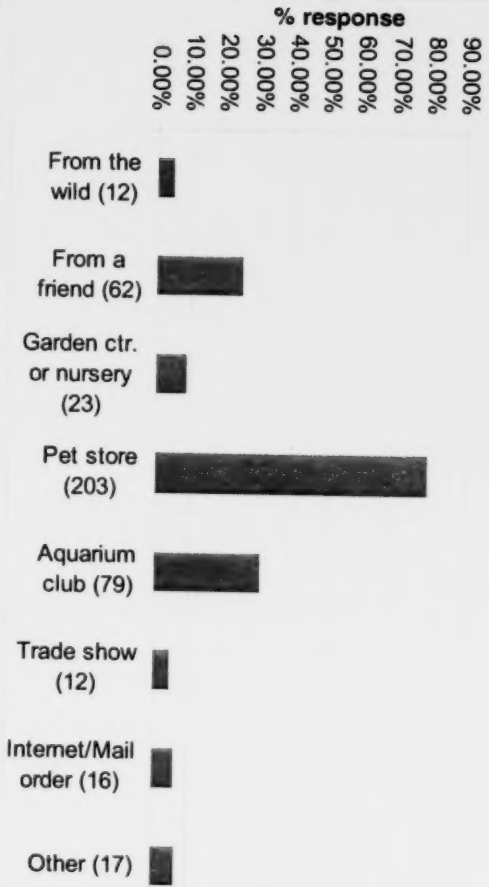 % response
90.00%
80.00%
70.00%
60.00%
50.00%
40.00%
30.00%
20.00%
10.00%
0.00%
From the
wild (12)
From a
friend (62)
Garden ctr.
or nursery
(23)
Pet store
(203)
Aquarium
club (79)
Trade show
(12)
Internet/Mail
order (16)
Other (17)